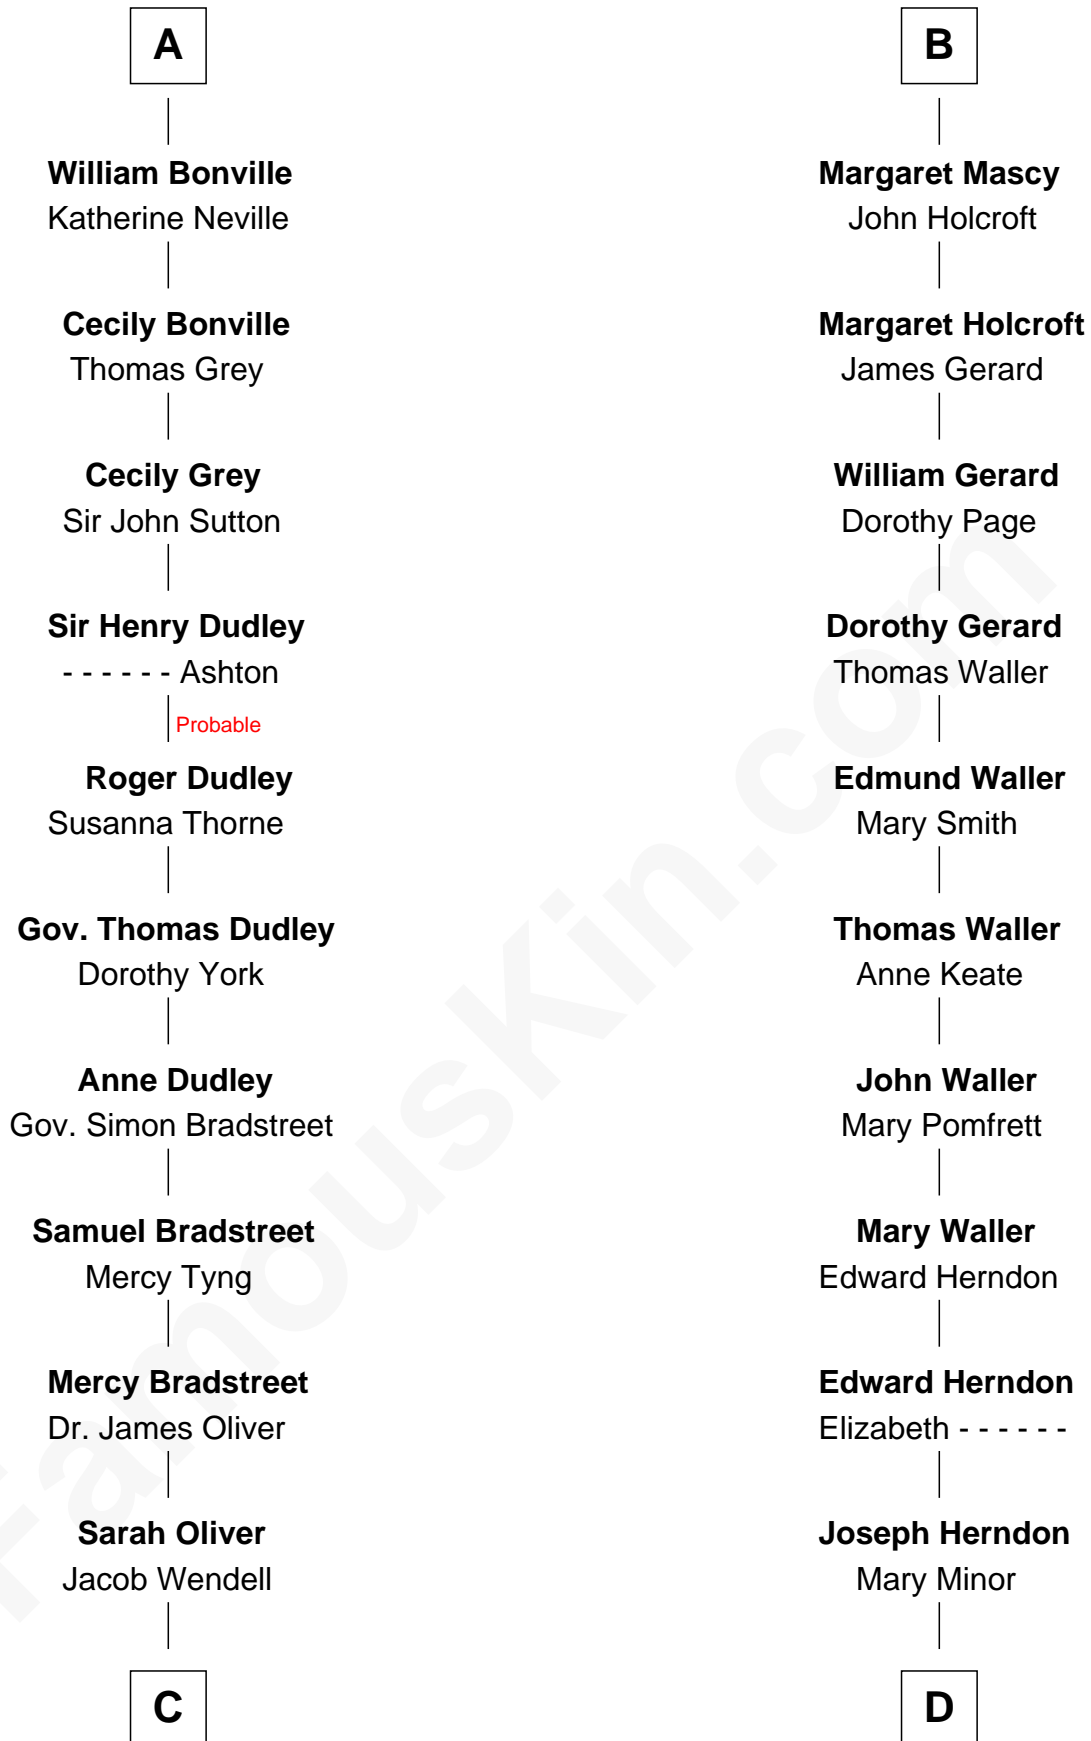 A
William Bonville
Katherine Neville
Cecily Bonville
Thomas Grey
Cecily Grey
Sir John Sutton
Sir Henry Dudley
- - - - - - Ashton
Probable
Roger Dudley
Susanna Thorne
Gov. Thomas Dudley
Dorothy York
Anne Dudley
Gov. Simon Bradstreet
Samuel Bradstreet
Mercy Tyng
Mercy Bradstreet
Dr. James Oliver
Sarah Oliver
Jacob Wendell
C
B
Margaret Mascy
John Holcroft
Margaret Holcroft
James Gerard
William Gerard
Dorothy Page
Dorothy Gerard
Thomas Waller
Edmund Waller
Mary Smith
Thomas Waller
Anne Keate
John Waller
Mary Pomfrett
Mary Waller
Edward Herndon
Edward Herndon
Elizabeth - - - - - -
Joseph Herndon
Mary Minor
D
FamousKin.com